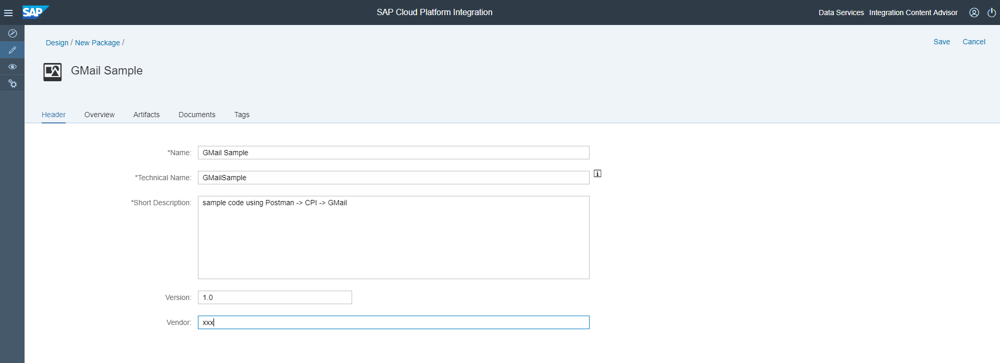 SAP
SAP Cloud Platform Integration
Data Services Integration Content Advisor
Design / New Package /
Save Cancel
GMail Sample
Header Overview Artifacts Documents Tags
*Name: GMail Sample
*Technical Name: GMailSample
*Short Description: sample code using Postman -> CPI -> GMail
Version: 1.0
Vendor: xxx